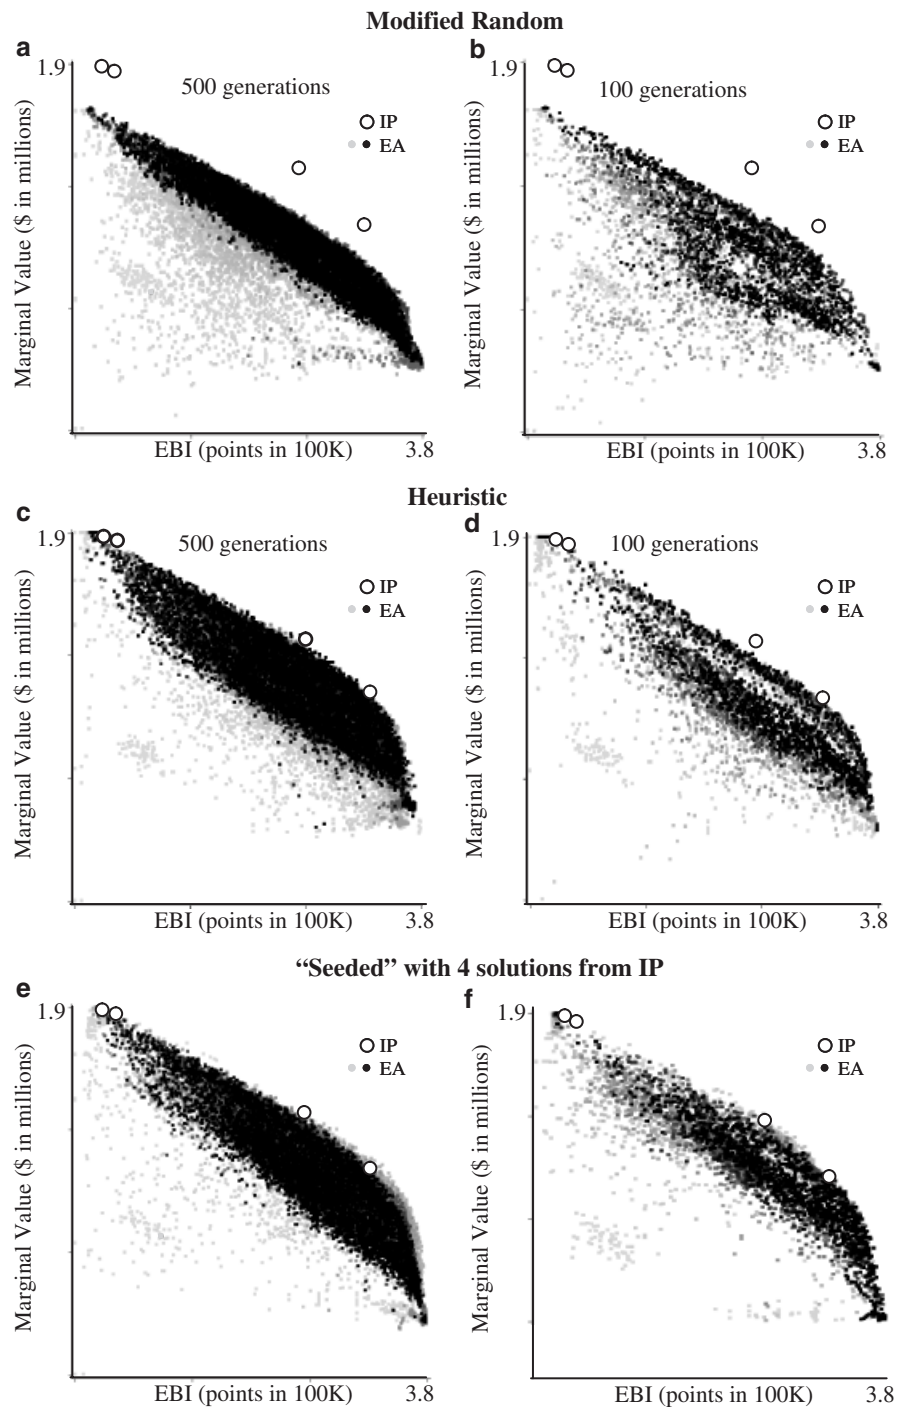 Modified Random
a
b
1.9
500 generations
IP
EA
Marginal Value ($ in millions)
EBI (points in 100K)
3.8
1.9
100 generations
IP
EA
Marginal Value ($ in millions)
EBI (points in 100K)
3.8
Heuristic
c
d
1.9
500 generations
IP
EA
Marginal Value ($ in millions)
EBI (points in 100K)
3.8
1.9
100 generations
IP
EA
Marginal Value ($ in millions)
EBI (points in 100K)
3.8
“Seeded” with 4 solutions from IP
e
f
1.9
IP
EA
Marginal Value ($ in millions)
EBI (points in 100K)
3.8
1.9
IP
EA
Marginal Value ($ in millions)
EBI (points in 100K)
3.8